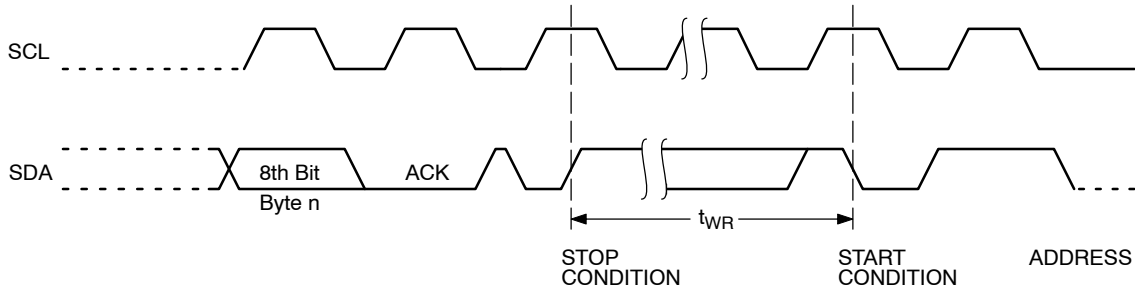 SCL
SDA
8th Bit
Byte n
ACK
tWR
STOP
CONDITION
START
CONDITION
ADDRESS